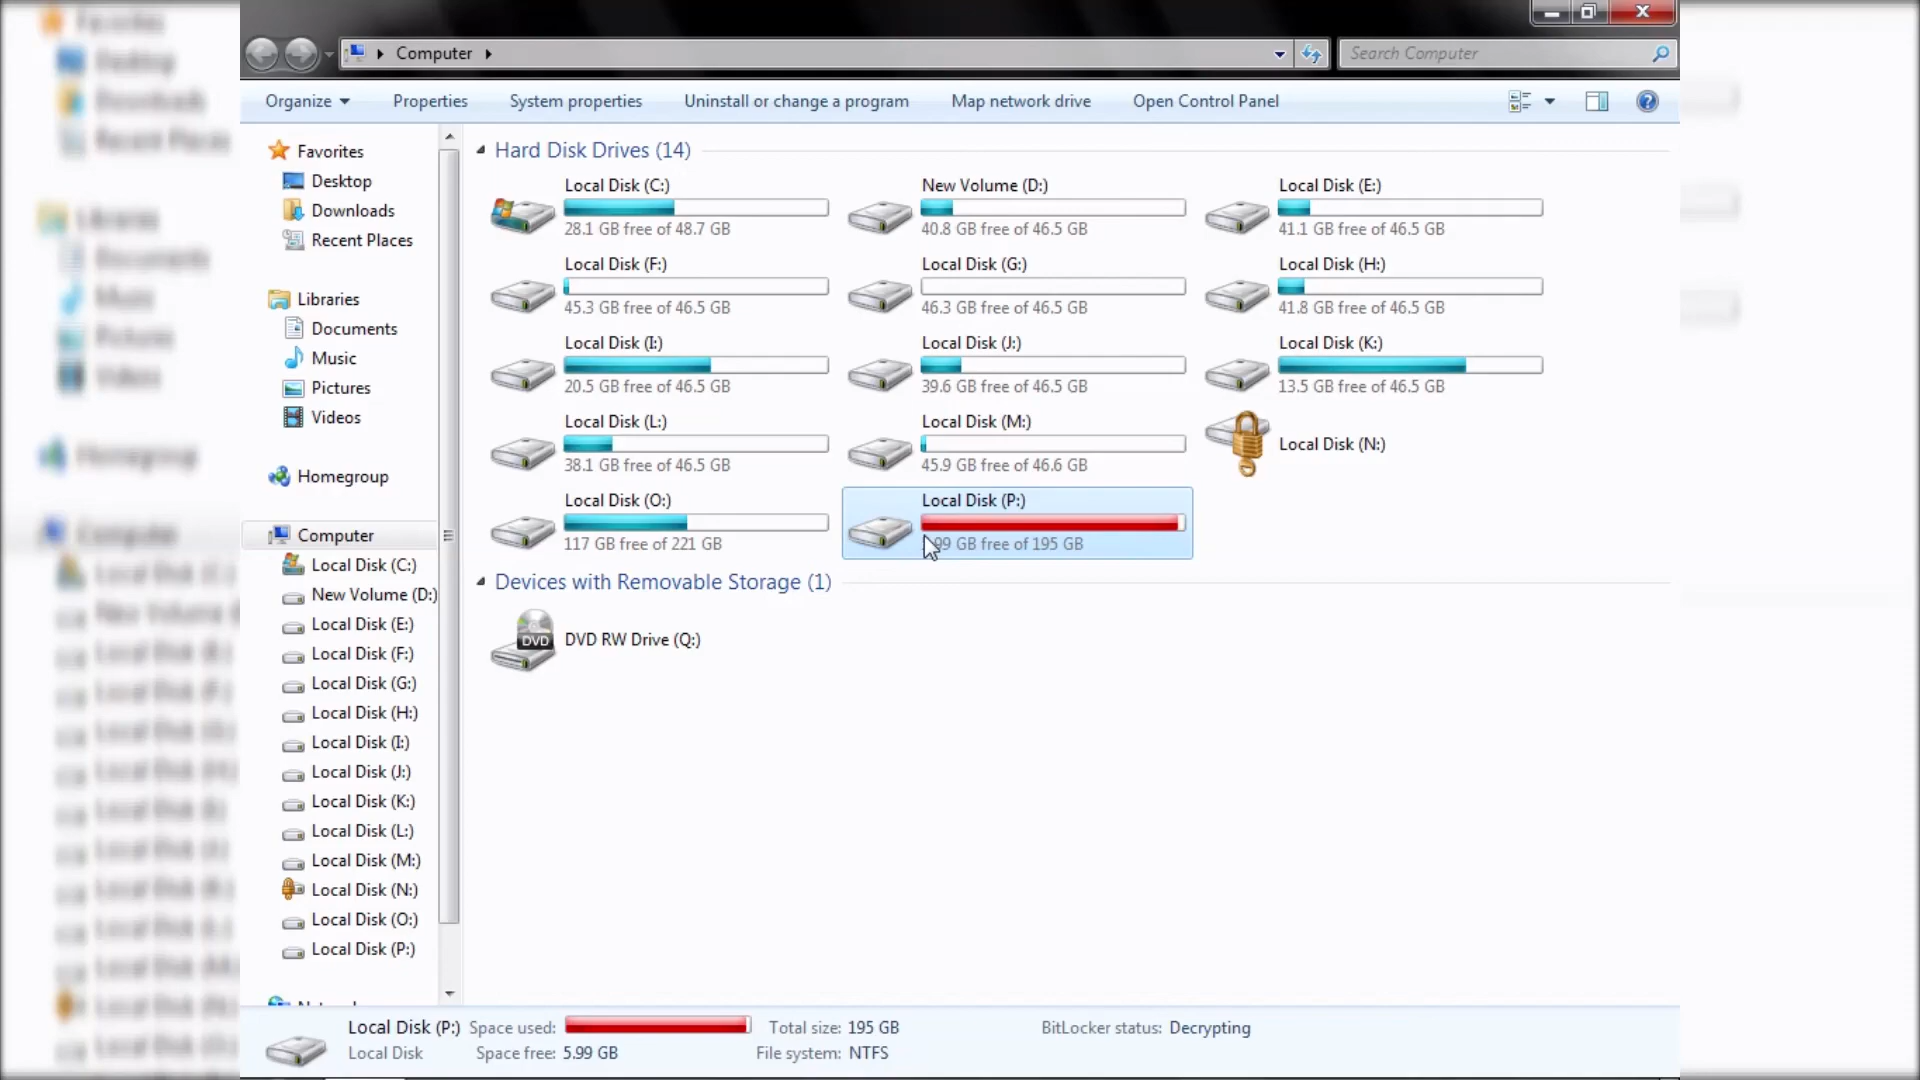 Computer
Search Computer
Organize
Properties
System properties
Uninstall or change a program
Map network drive
Open Control Panel
Favorites
Desktop
Downloads
Recent Places
Libraries
Documents
Music
Pictures
Videos
Homegroup
Computer
Local Disk (C:)
New Volume (D:)
Local Disk (E:)
Local Disk (F:)
Local Disk (G:)
Local Disk (H:)
Local Disk (I:)
Local Disk (J:)
Local Disk (K:)
Local Disk (L:)
Local Disk (M:)
Local Disk (N:)
Local Disk (O:)
Local Disk (P:)
Hard Disk Drives (14)
Local Disk (C:)
28.1 GB free of 48.7 GB
New Volume (D:)
40.8 GB free of 46.5 GB
Local Disk (E:)
41.1 GB free of 46.5 GB
Local Disk (F:)
45.3 GB free of 46.5 GB
Local Disk (G:)
46.3 GB free of 46.5 GB
Local Disk (H:)
41.8 GB free of 46.5 GB
Local Disk (I:)
20.5 GB free of 46.5 GB
Local Disk (J:)
39.6 GB free of 46.5 GB
Local Disk (K:)
13.5 GB free of 46.5 GB
Local Disk (L:)
38.1 GB free of 46.5 GB
Local Disk (M:)
45.9 GB free of 46.6 GB
Local Disk (N:)
Local Disk (O:)
117 GB free of 221 GB
Local Disk (P:)
GB free of 195 GB
Devices with Removable Storage (1)
DVD
DVD RW Drive (Q:)
Local Disk (P:) Space used: Total size: 195 GB BitLocker status: Decrypting
Local Disk Space free: 5.99 GB File system: NTFS